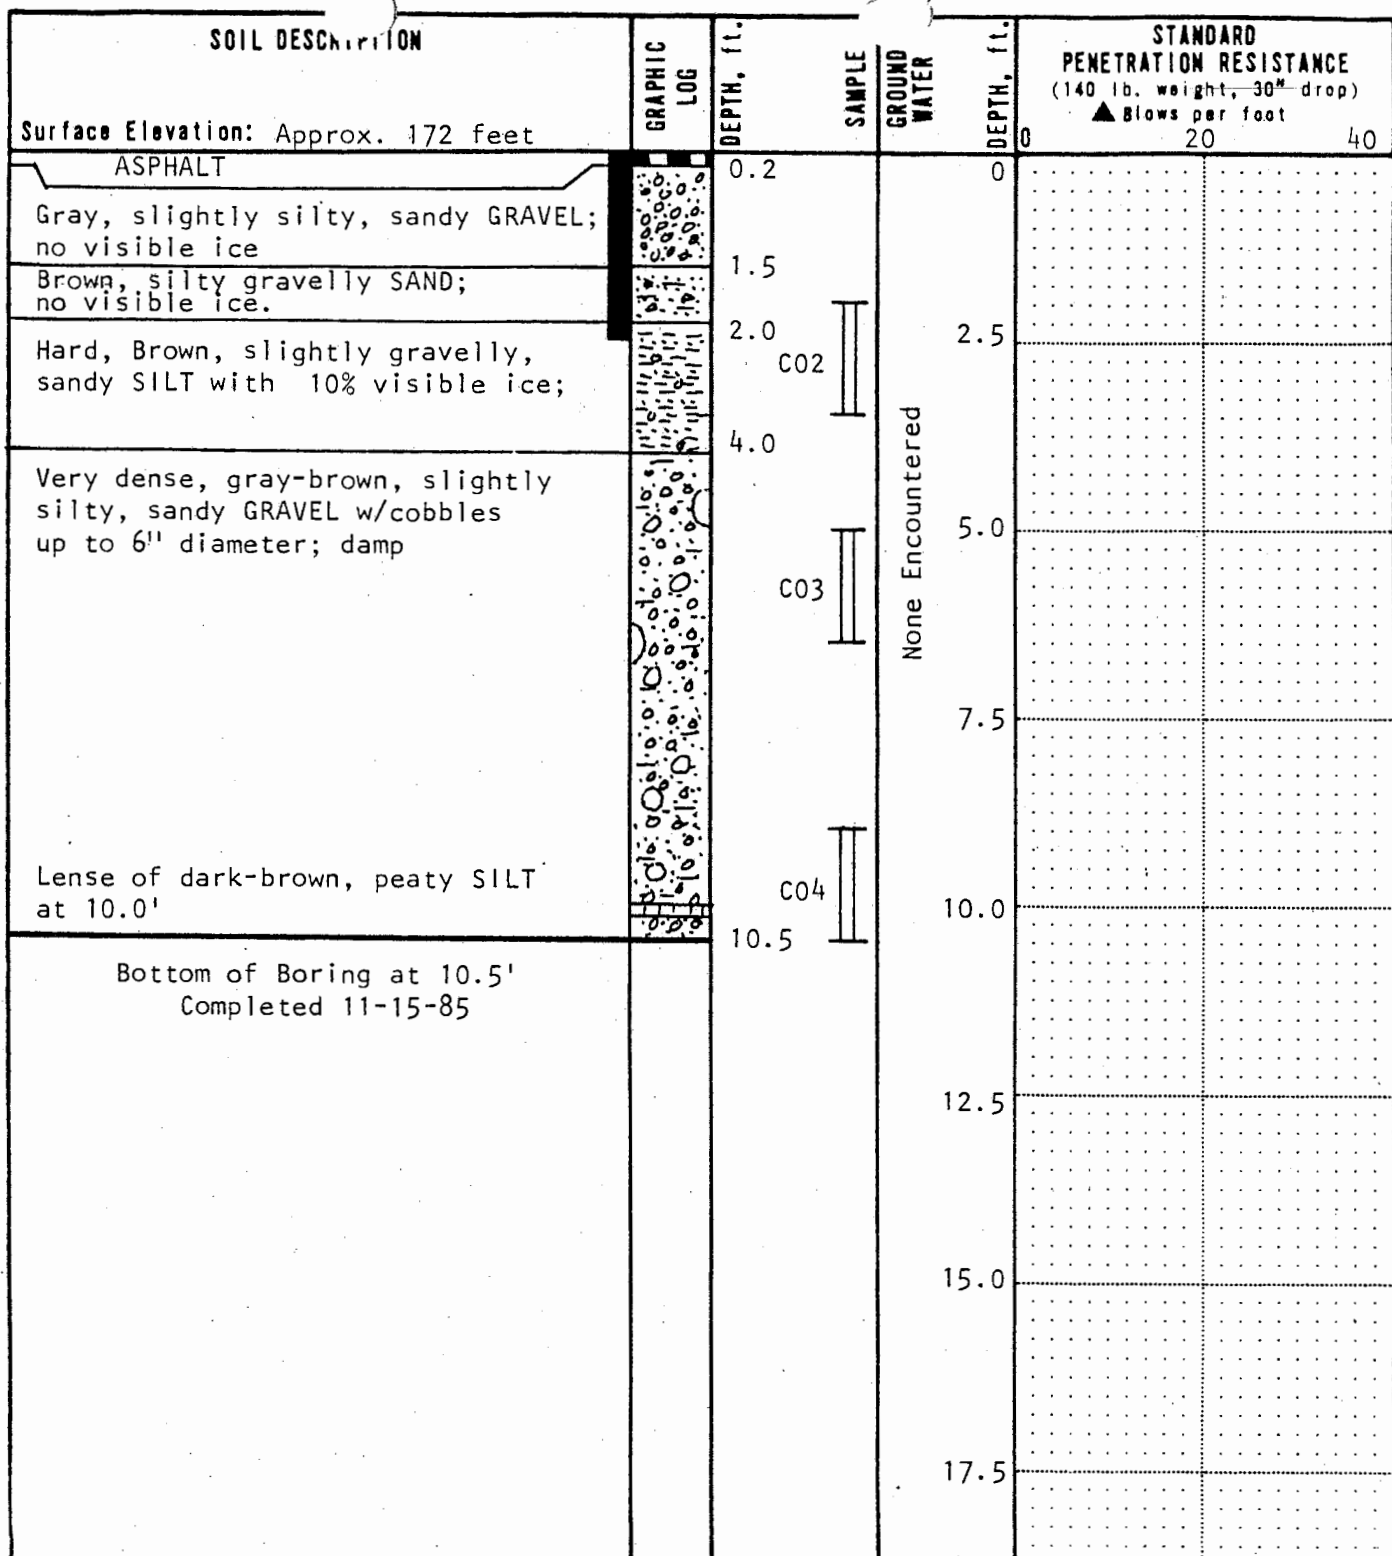 SOIL DESCRIPTION
Surface Elevation: Approx. 172 feet
GRAPHIC
LOG
DEPTH, ft.
SAMPLE
GROUND
WATER
DEPTH, ft.
STANDARD
PENETRATION RESISTANCE
(140 lb. weight, 30" drop)
▲ Blows per foot
0 20 40
ASPHALT
0.2
Gray, slightly silty, sandy GRAVEL;
no visible ice
1.5
Brown, silty gravelly SAND;
no visible ice.
2.0
Hard, Brown, slightly gravelly,
sandy SILT with 10% visible ice;
4.0
Very dense, gray-brown, slightly
silty, sandy GRAVEL w/cobbles
up to 6" diameter; damp
Lense of dark-brown, peaty SILT
at 10.0'
10.5
Bottom of Boring at 10.5'
Completed 11-15-85
C02
C03
C04
None Encountered
0
2.5
5.0
7.5
10.0
12.5
15.0
17.5